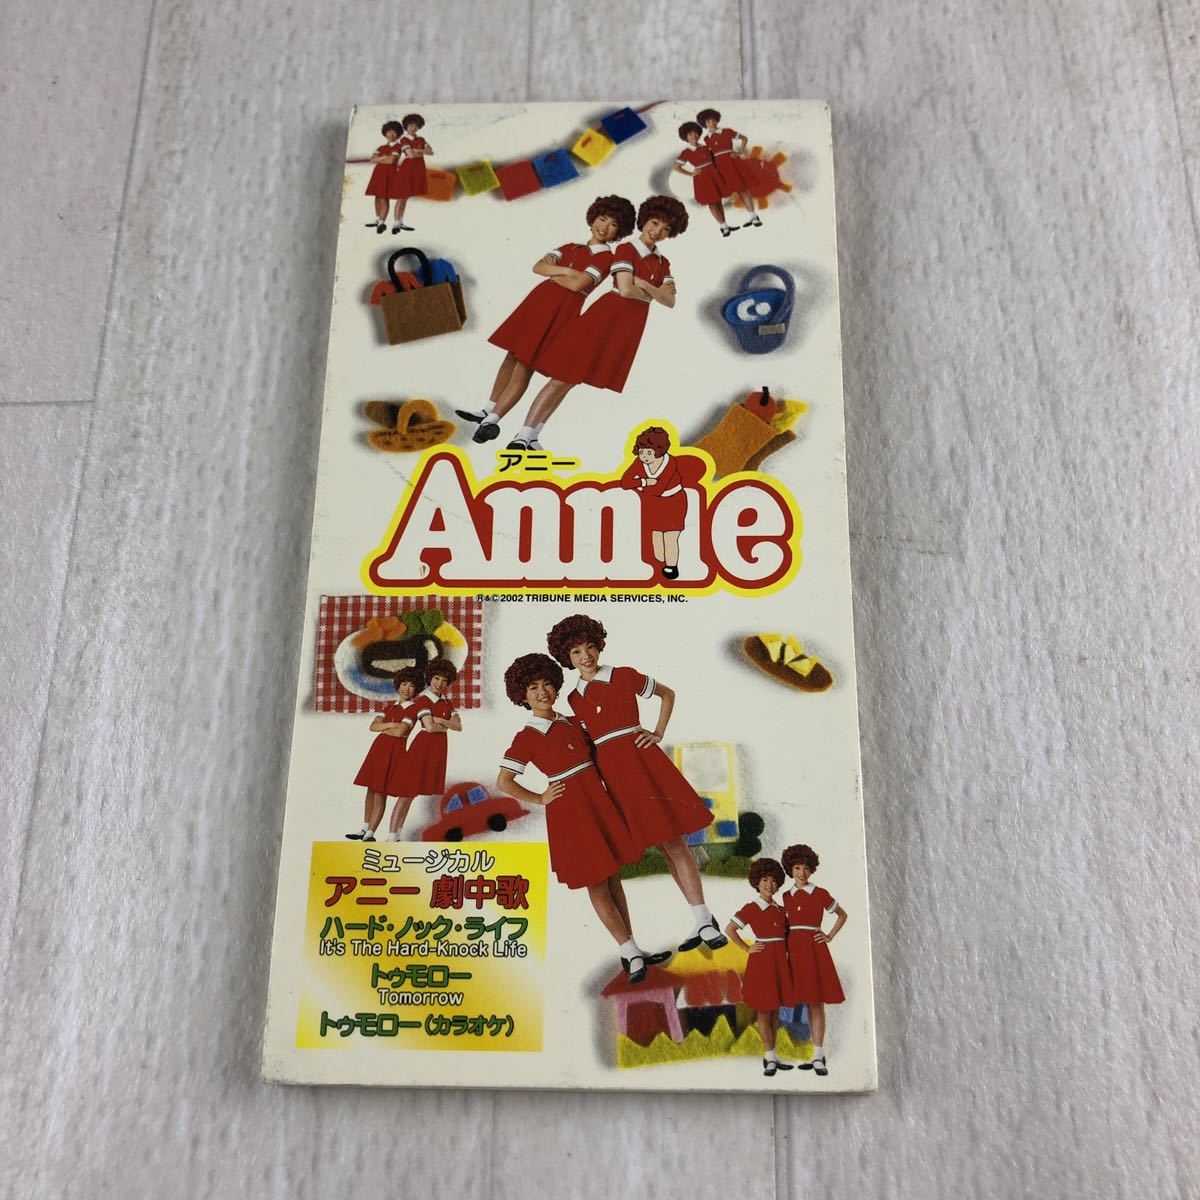 アニー
Annie
®&©2002 TRIBUNE MEDIA SERVICES, INC.
ミュージカル
アニー 劇中歌
ハード・ノック・ライフ
It's The Hard-Knock Life
トゥモロー
Tomorrow
トゥモロー(カラオケ)